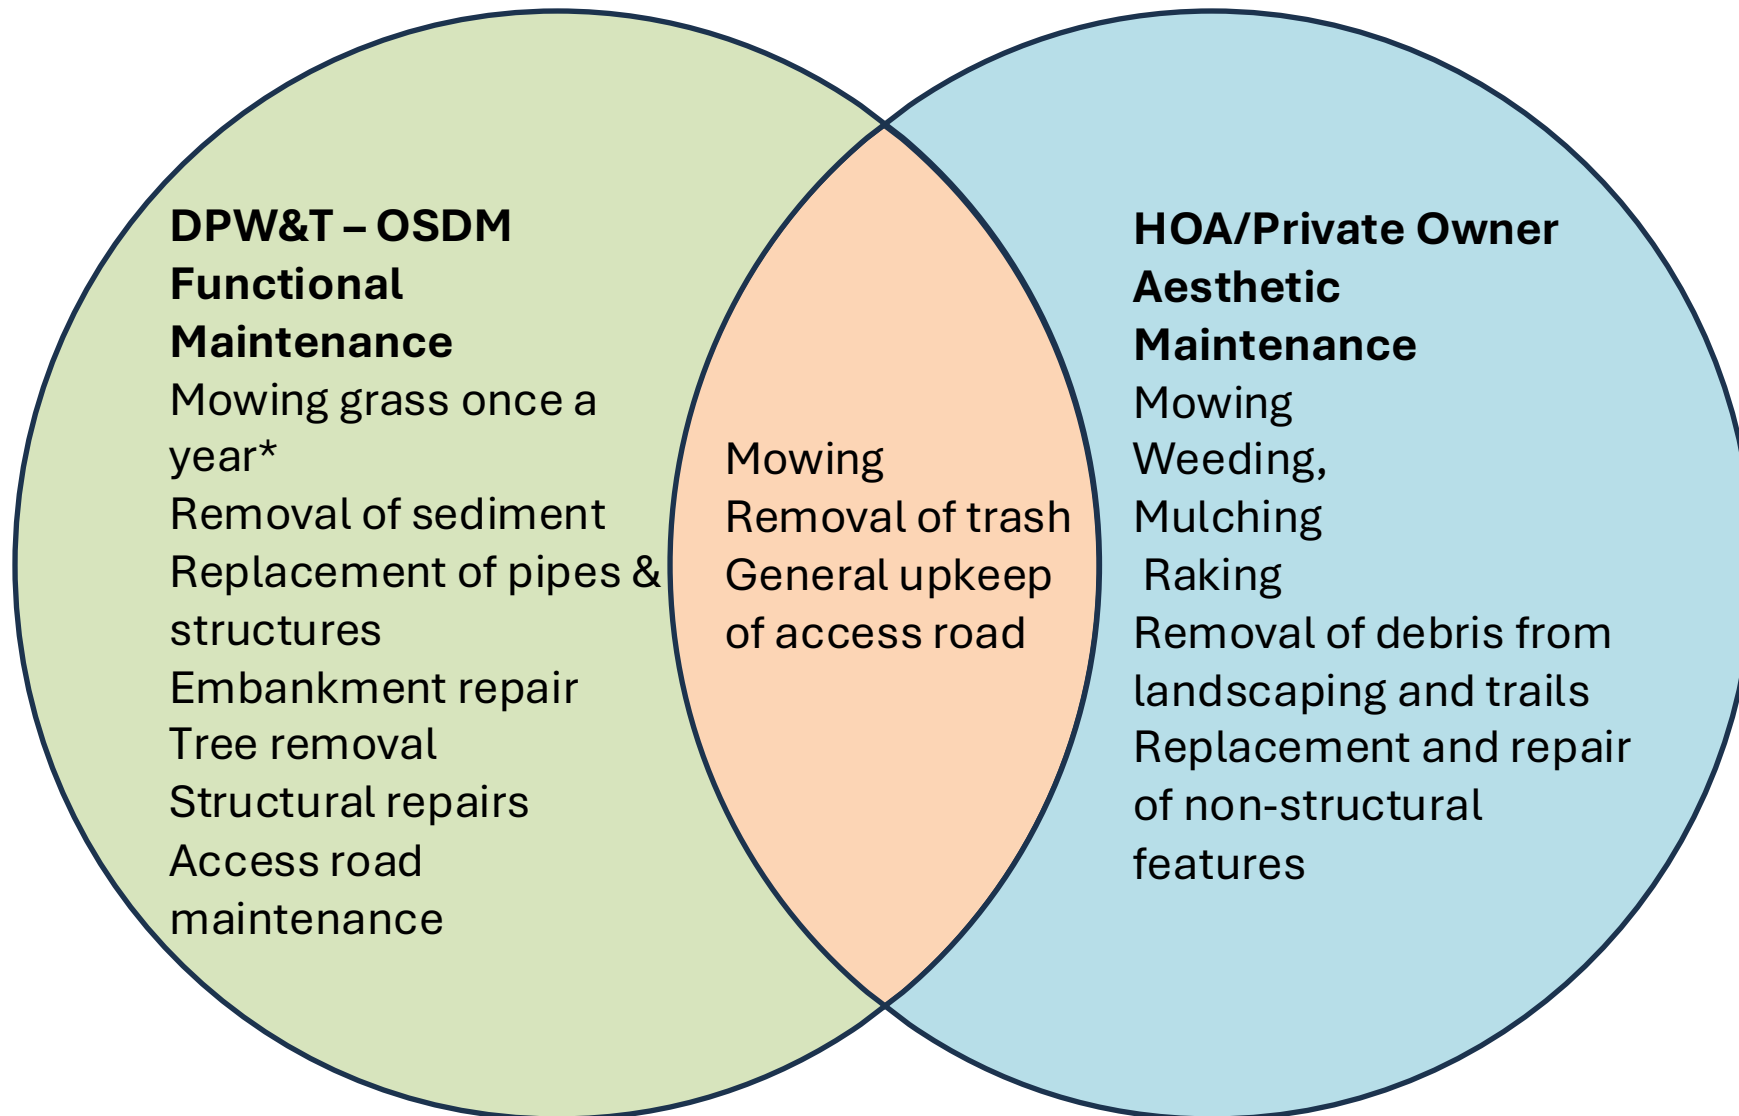 DPW&T – OSDM
Functional
Maintenance
Mowing grass once a
year*
Removal of sediment
Replacement of pipes &
structures
Embankment repair
Tree removal
Structural repairs
Access road
maintenance
Mowing
Removal of trash
General upkeep
of access road
HOA/Private Owner
Aesthetic
Maintenance
Mowing
Weeding,
Mulching
Raking
Removal of debris from
landscaping and trails
Replacement and repair
of non-structural
features